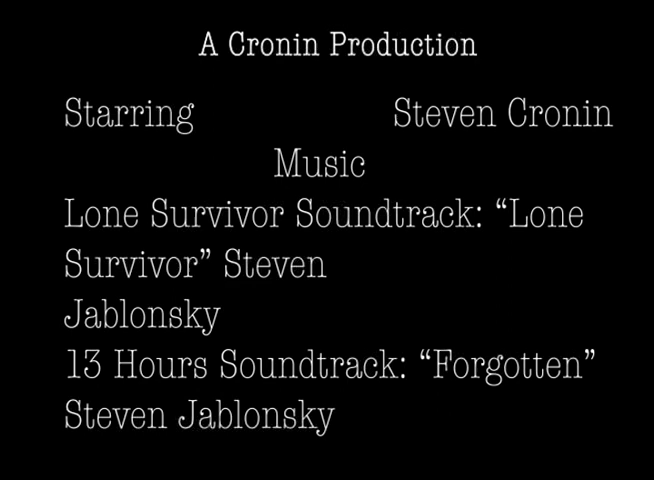 A Cronin Production
Starring Steven Cronin
Music
Lone Survivor Soundtrack: “Lone
Survivor” Steven
Jablonsky
13 Hours Soundtrack: “Forgotten”
Steven Jablonsky